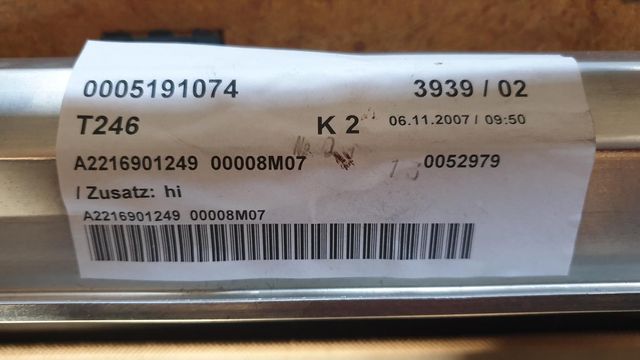 0005191074 3939 / 02
T246 K 2 06.11.2007 / 09:50
A2216901249 00008M07 0052979
/ Zusatz: hi
A2216901249 00008M07